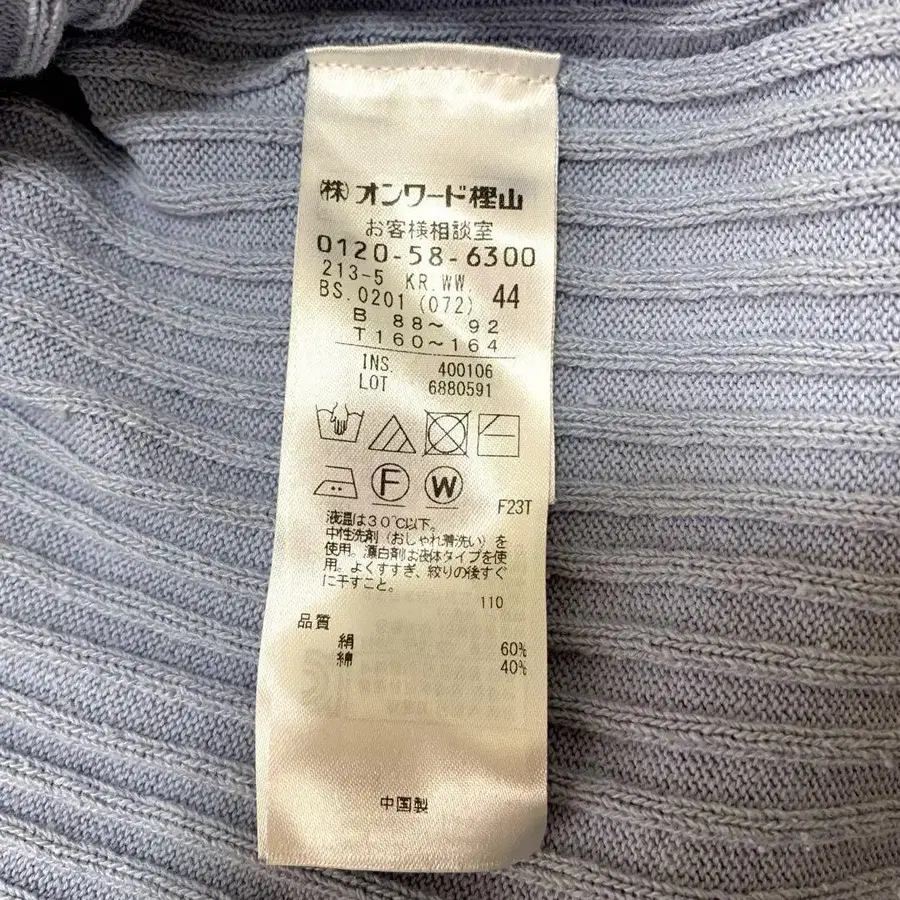 ㈱オンワード樫山
お客様相談室
0120-58-6300
213-5 KR.WW.
BS.0201 (072) 44
B 88～ 92
T 160～164
INS. 400106
LOT 6880591
F W
F23T
液温は30℃以下。
中性洗剤（おしゃれ着洗い）を
使用。漂白剤は液体タイプを使
用。よくすすぎ、絞りの後すぐ
に干すこと。
110
品質
絹 60%
綿 40%
中国製